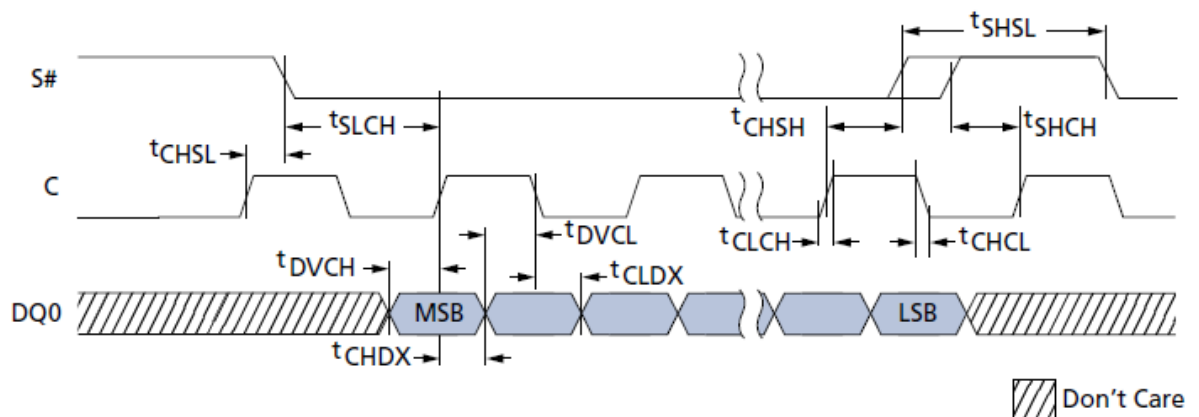 tSHSL
S#
tSLCH
tCHSH
tSHCH
tCHSL
C
tDVCL
tCLCH
tCHCL
tDVCH
tCLDX
DQ0
MSB
LSB
tCHDX
Don't Care